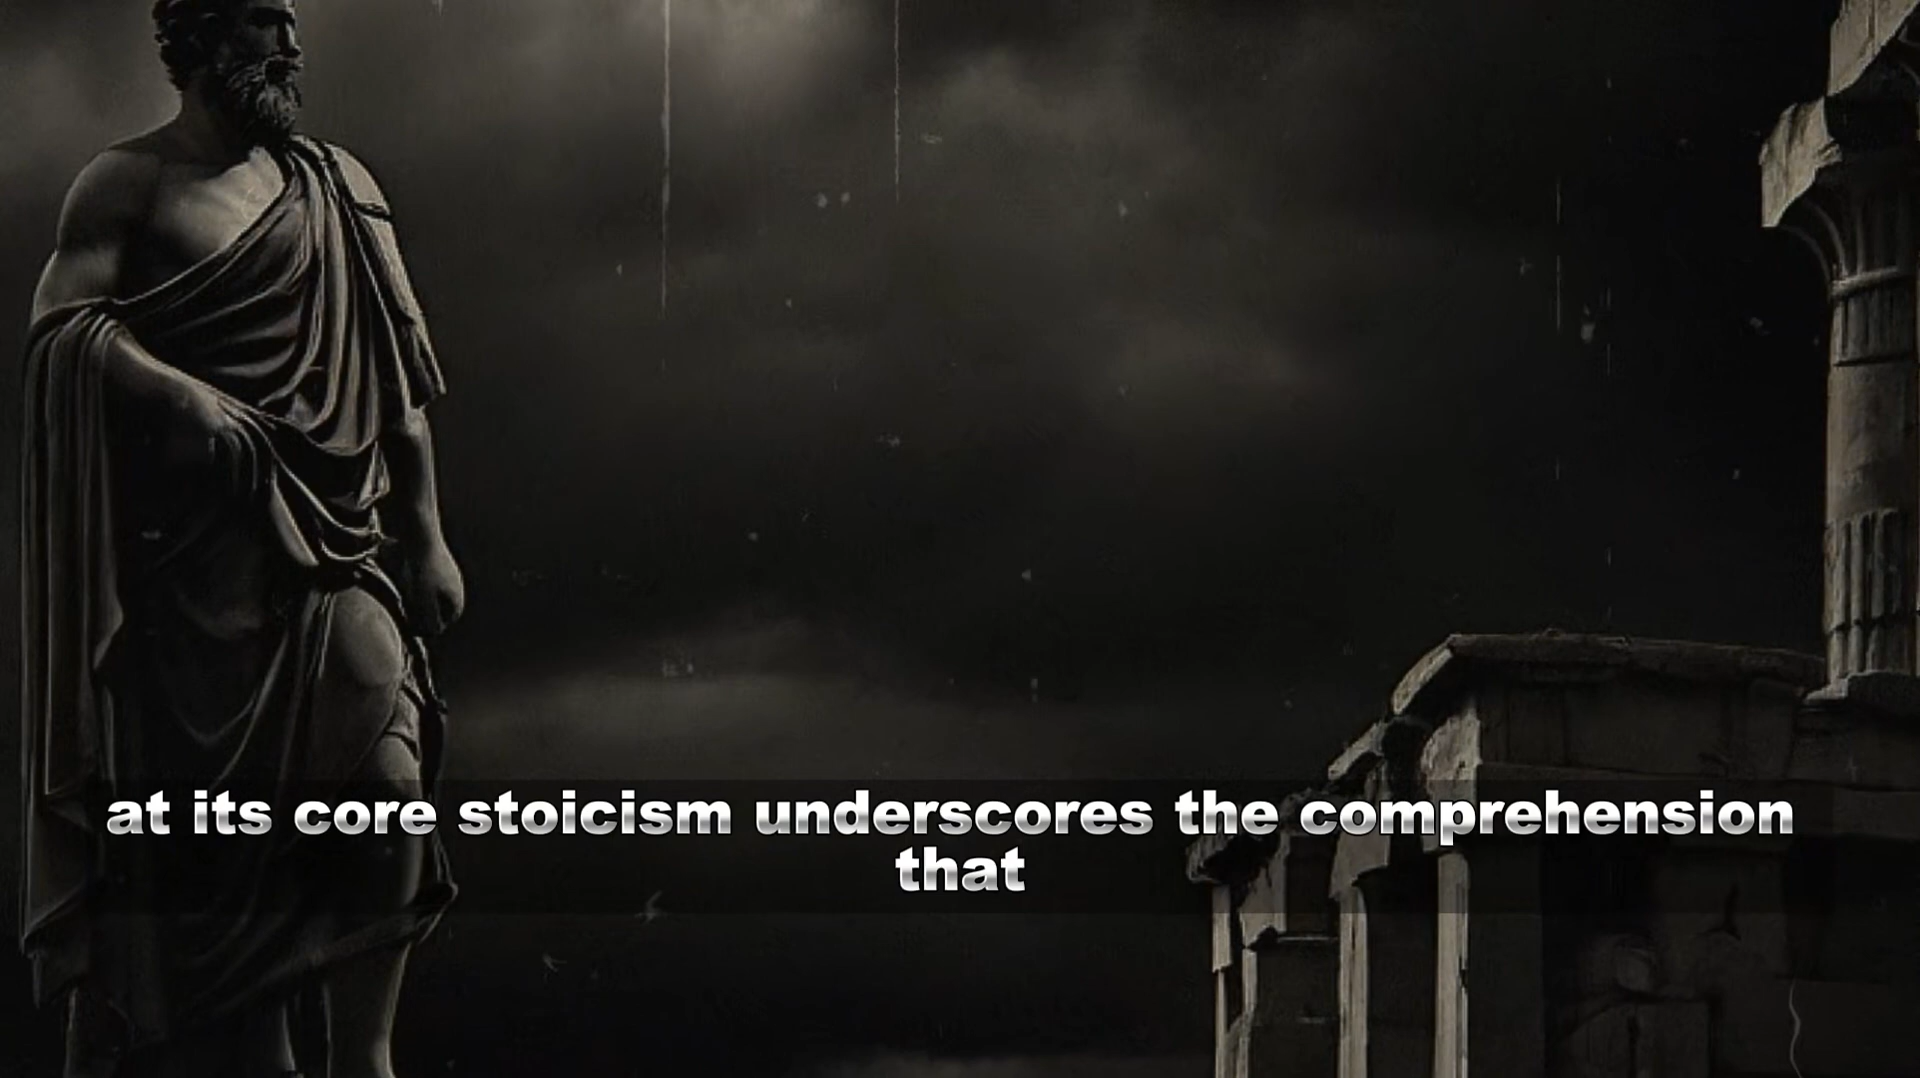 at its core stoicism underscores the comprehension
that